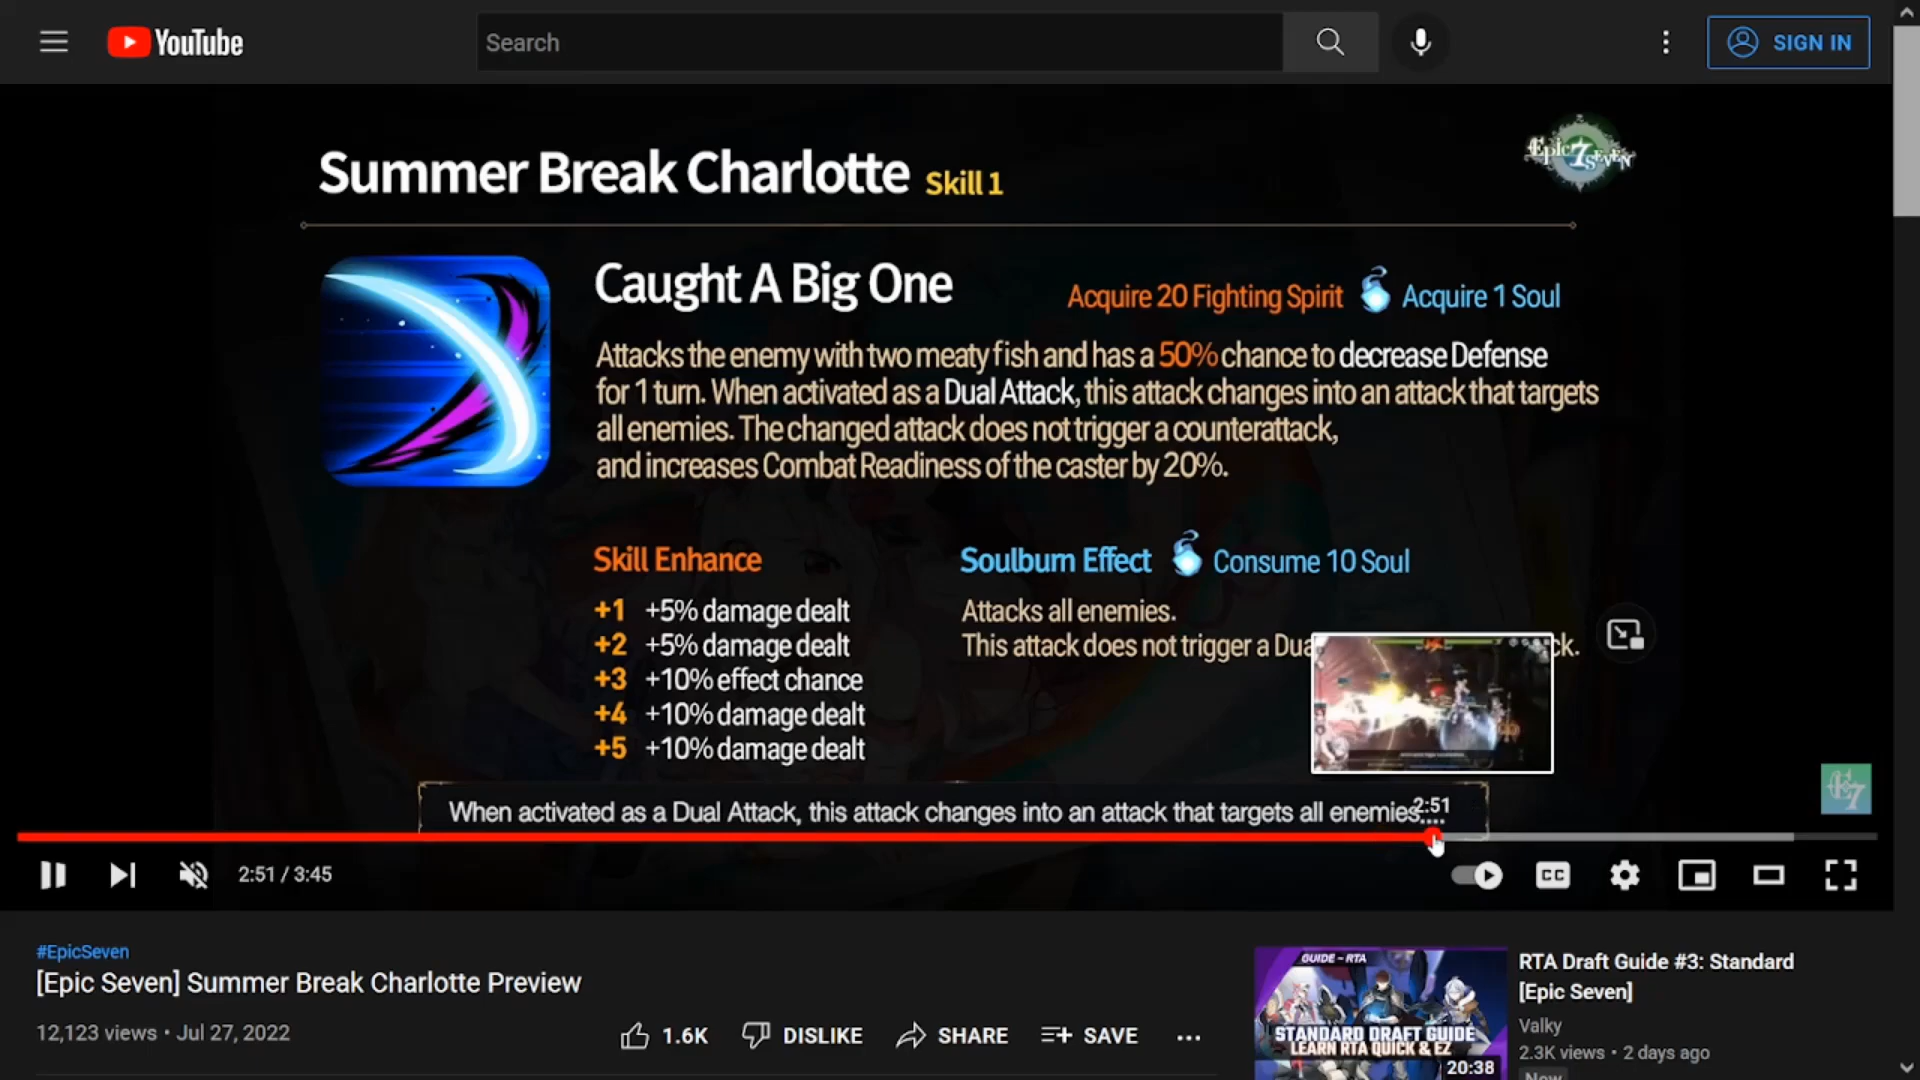 YouTube
Search
SIGN IN
Summer Break Charlotte Skill 1
Epic 7 SEVEN
Caught A Big One
Acquire 20 Fighting Spirit Acquire 1 Soul
Attacks the enemy with two meaty fish and has a 50% chance to decrease Defense
for 1 turn. When activated as a Dual Attack, this attack changes into an attack that targets
all enemies. The changed attack does not trigger a counterattack,
and increases Combat Readiness of the caster by 20%.
Skill Enhance
+1 +5% damage dealt
+2 +5% damage dealt
+3 +10% effect chance
+4 +10% damage dealt
+5 +10% damage dealt
Soulburn Effect Consume 10 Soul
Attacks all enemies.
This attack does not trigger a Dua
ck.
When activated as a Dual Attack, this attack changes into an attack that targets all enemies....
2:51
2:51 / 3:45
CC
#EpicSeven
[Epic Seven] Summer Break Charlotte Preview
12,123 views • Jul 27, 2022
1.6K DISLIKE SHARE SAVE
GUIDE - RTA
STANDARD DRAFT GUIDE
LEARN RTA QUICK & EZ
20:38
RTA Draft Guide #3: Standard
[Epic Seven]
Valky
2.3K views • 2 days ago
New